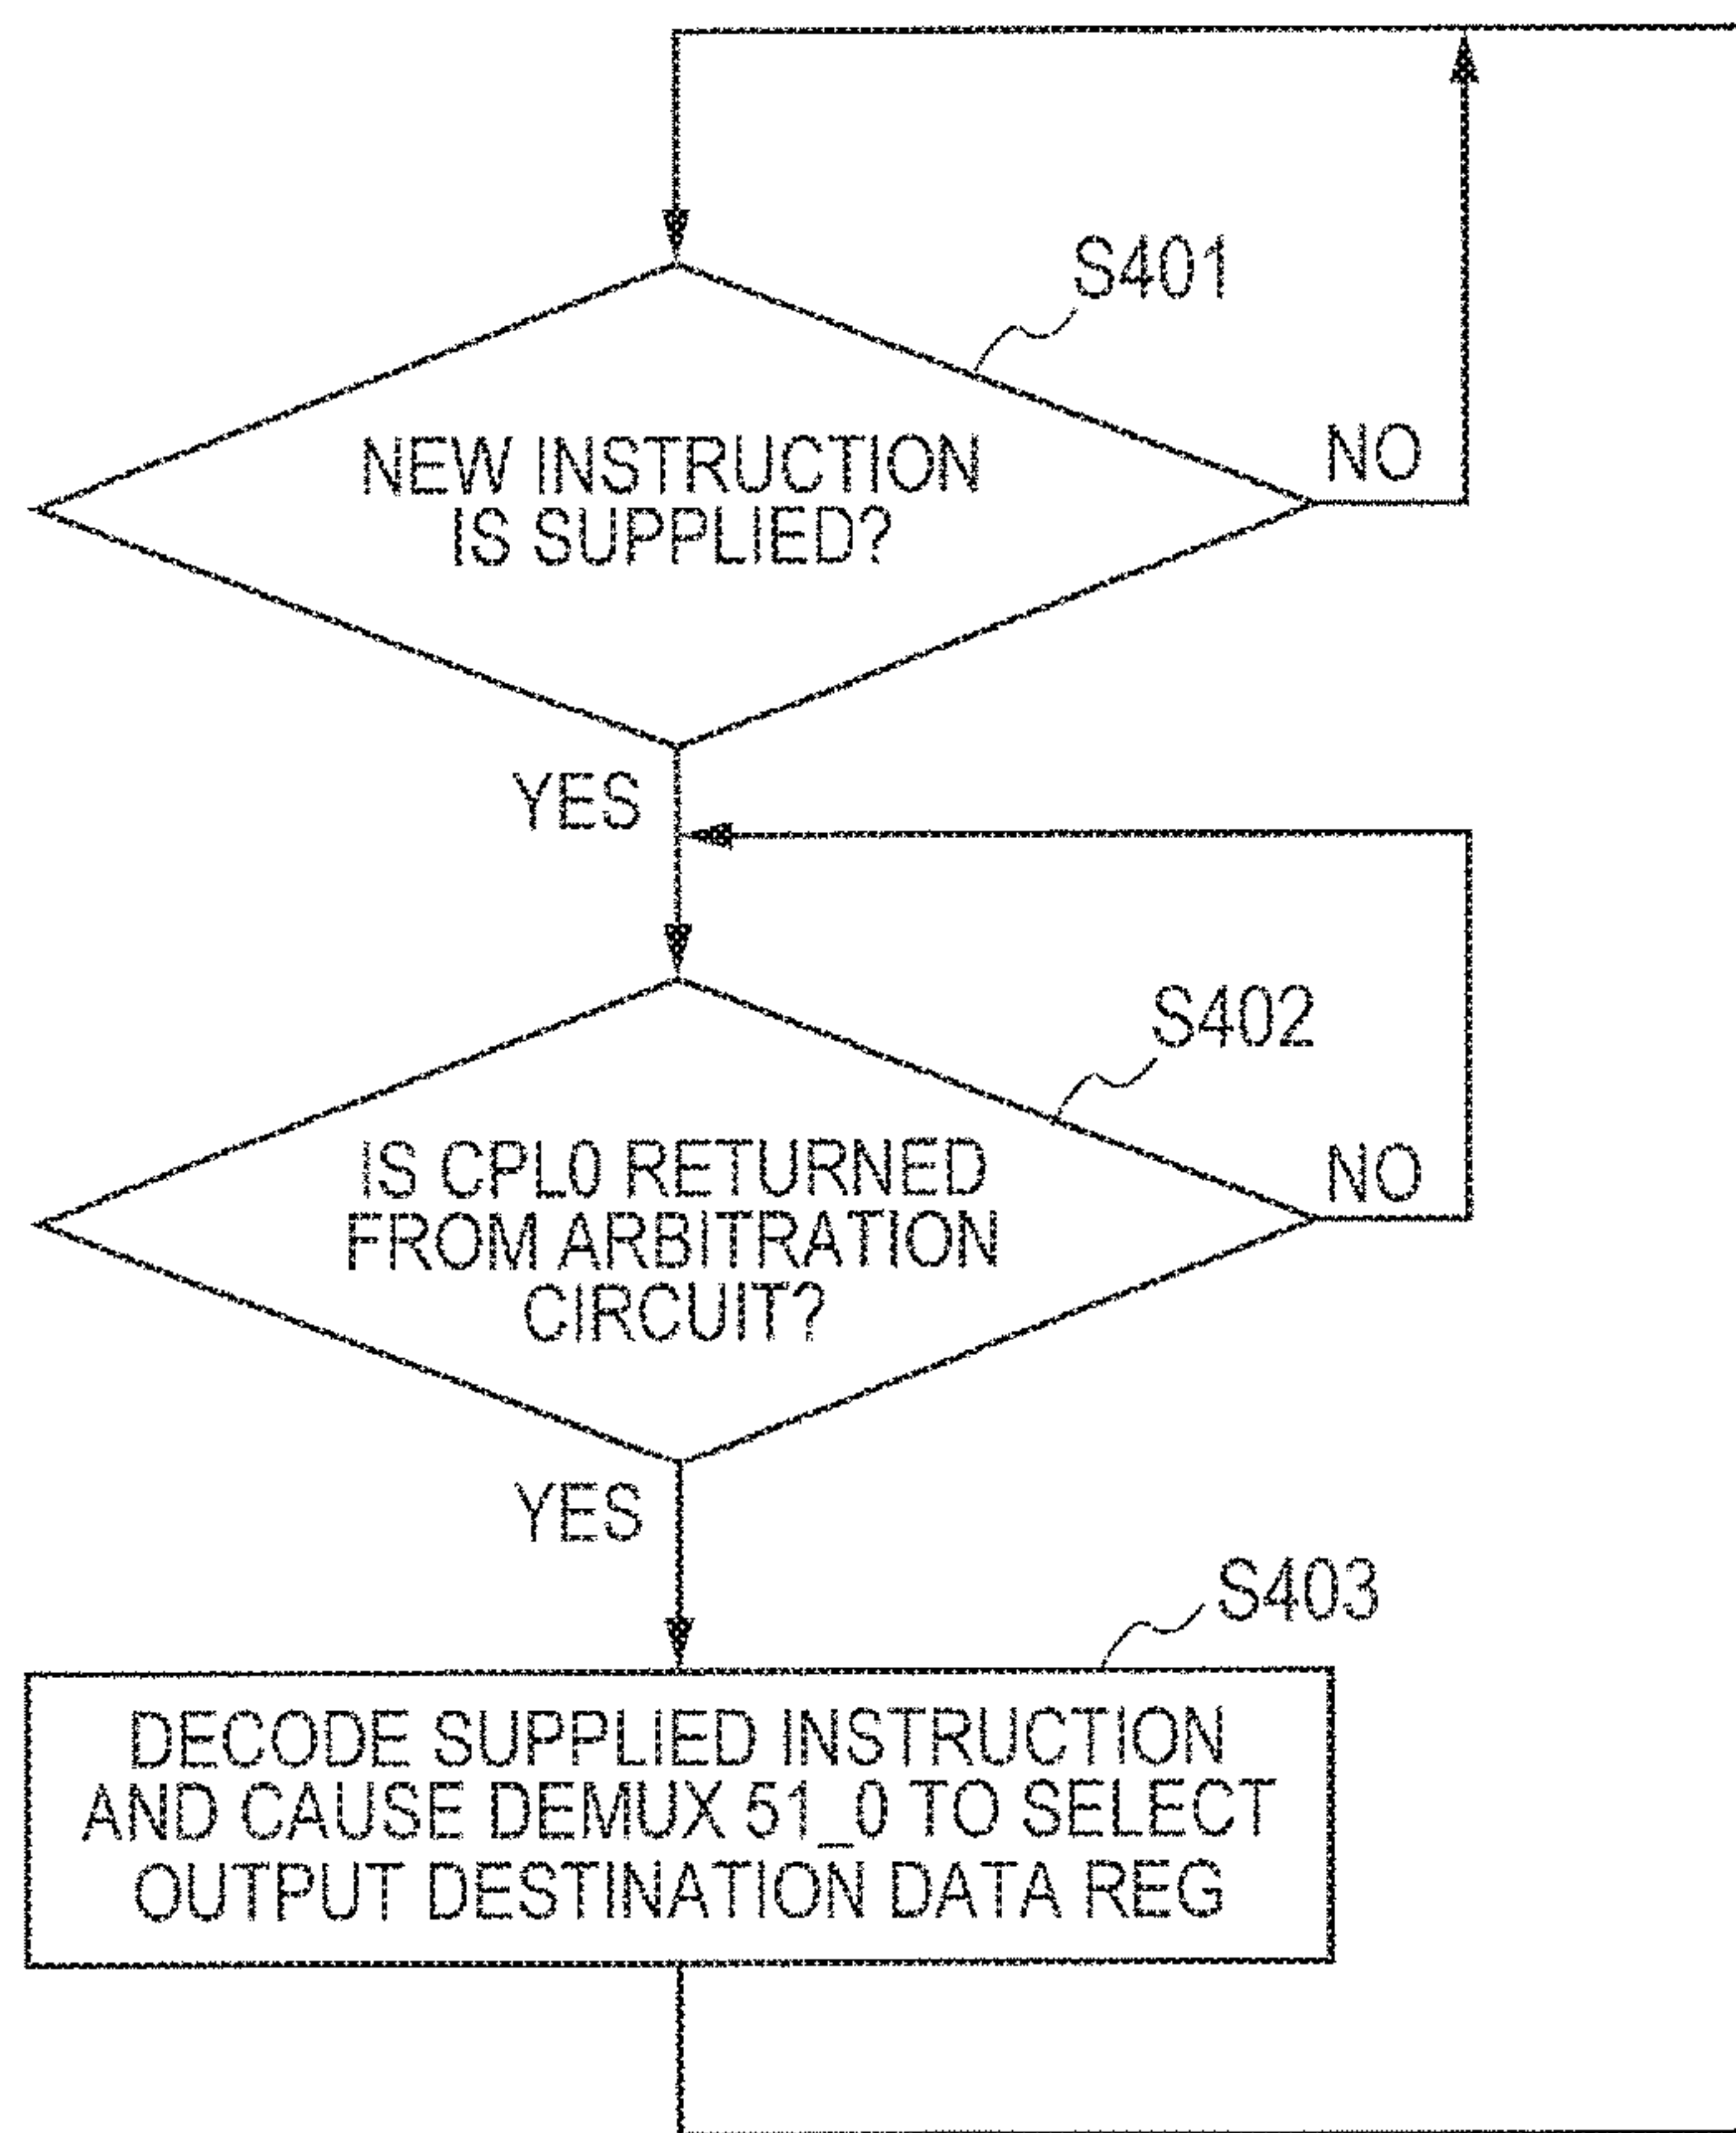 S401
NEW INSTRUCTION
IS SUPPLIED?
NO
YES
S402
IS CPL0 RETURNED
FROM ARBITRATION
CIRCUIT?
NO
YES
S403
DECODE SUPPLIED INSTRUCTION
AND CAUSE DEMUX 51_0 TO SELECT
OUTPUT DESTINATION DATA REG